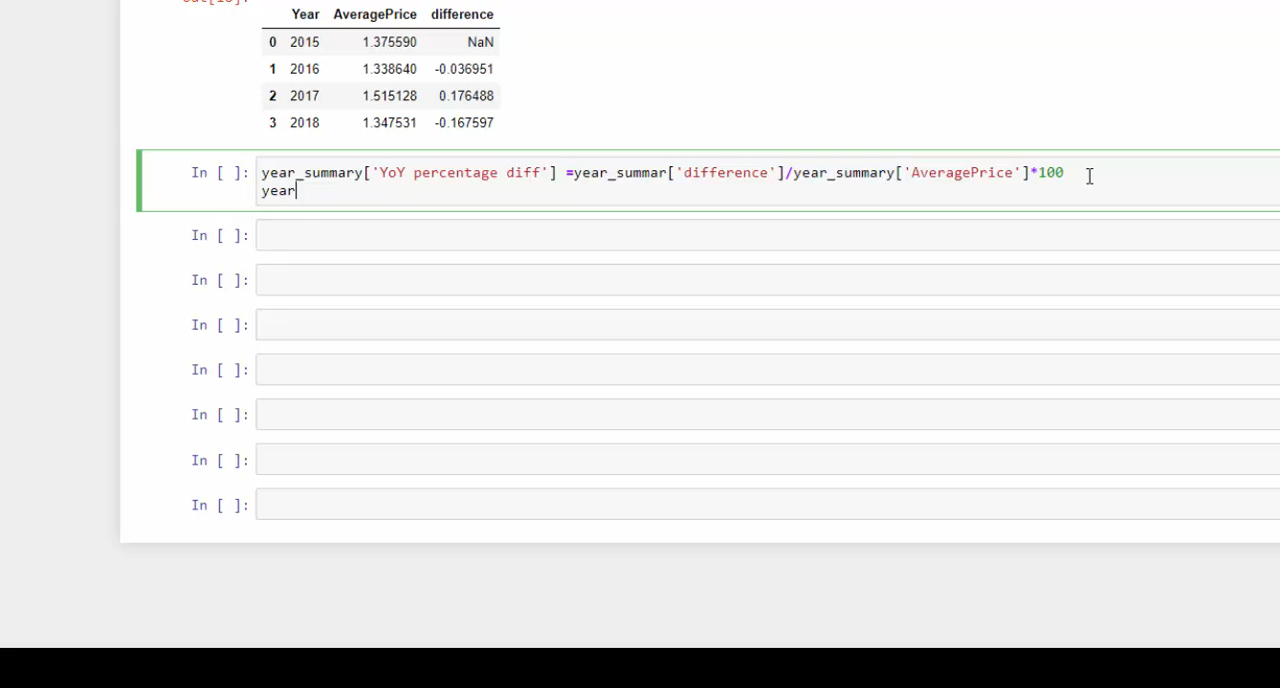 Year AveragePrice difference
0 2015 1.375590 NaN
1 2016 1.338640 -0.036951
2 2017 1.515128 0.176488
3 2018 1.347531 -0.167597
In [ ]: year_summary['YoY percentage diff'] =year_summar['difference']/year_summary['AveragePrice']*100
year
In [ ]:
In [ ]:
In [ ]:
In [ ]:
In [ ]:
In [ ]:
In [ ]: